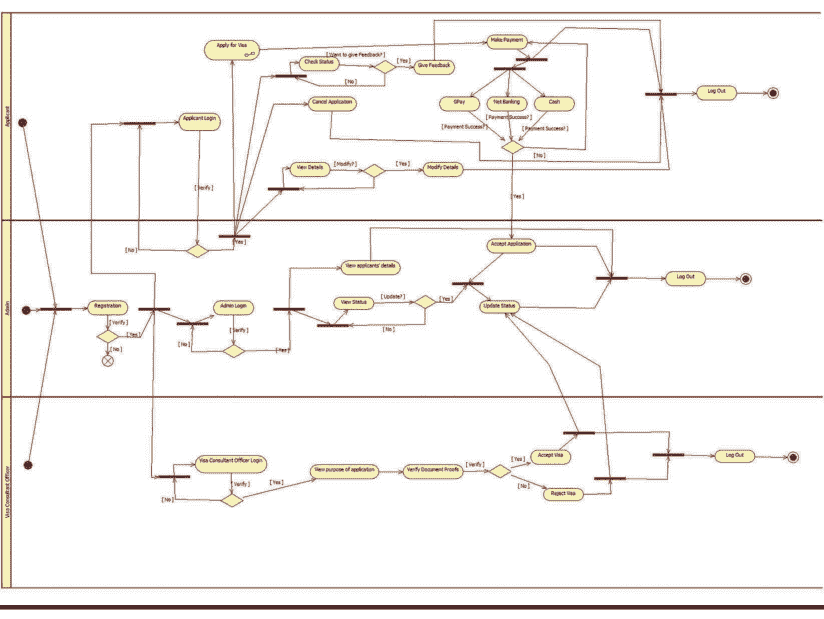 Applicant
Apply for Visa
[Want to give Feedback?]
Check Status
[Yes]
Give Feedback
[No]
Make Payment
Cancel Application
GPay
Net Banking
Cash
[Payment Success?]
[Payment Success?]
[Payment Success?]
[No]
[Yes]
Log Out
Applicant Login
[Verify]
[No]
[Yes]
View Details
[Modify?]
[Yes]
Modify Details
Admin
Registration
[Verify]
[Yes]
[No]
Admin Login
[Verify]
[No]
[Yes]
View applicants' details
View Status
[Update?]
[Yes]
[No]
Accept Application
Update Status
Log Out
Visa Consultant Officer
Visa Consultant Officer Login
[Verify]
[Yes]
[No]
View purpose of application
Verify Document Proofs
[Verify]
[Yes]
Accept Visa
[No]
Reject Visa
Log Out